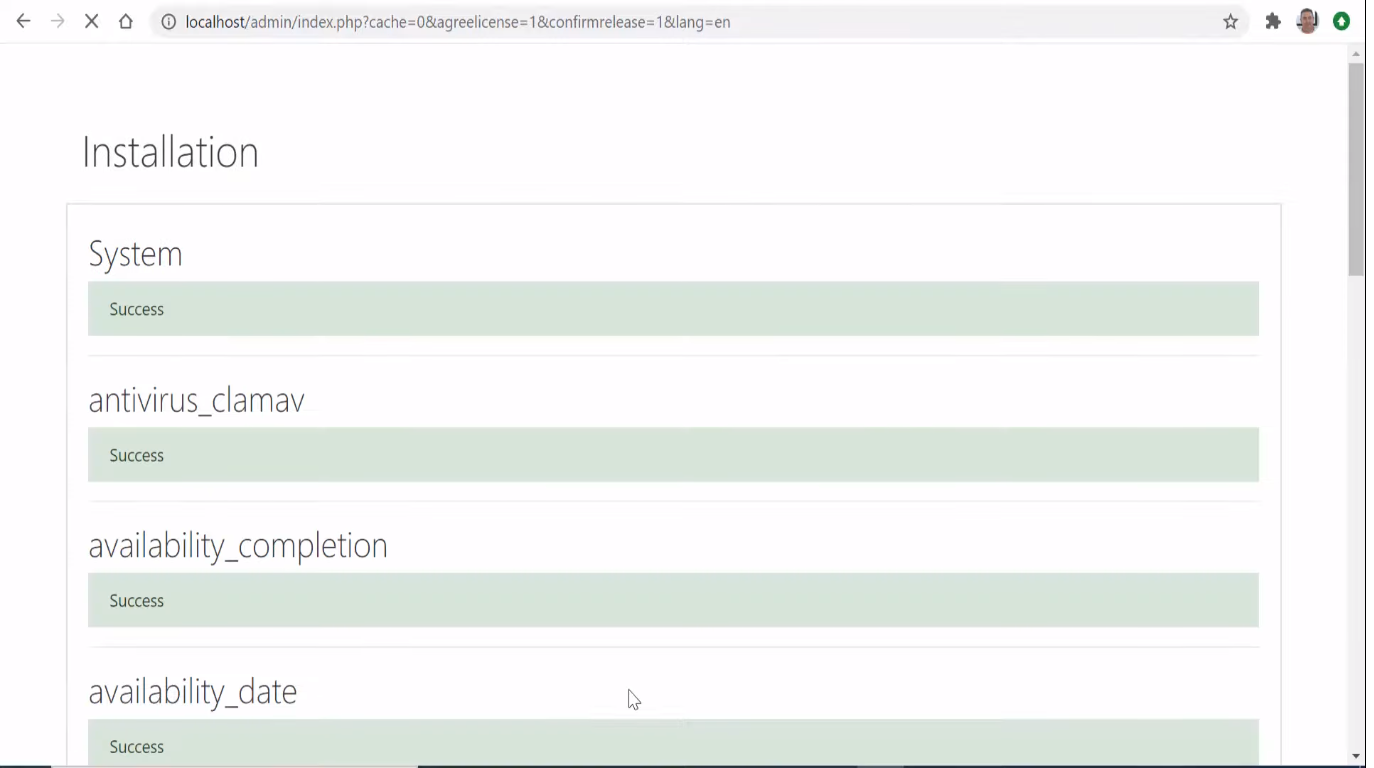 localhost/admin/index.php?cache=0&agreelicense=1&confirmrelease=1&lang=en
Installation
System
Success
antivirus_clamav
Success
availability_completion
Success
availability_date
Success